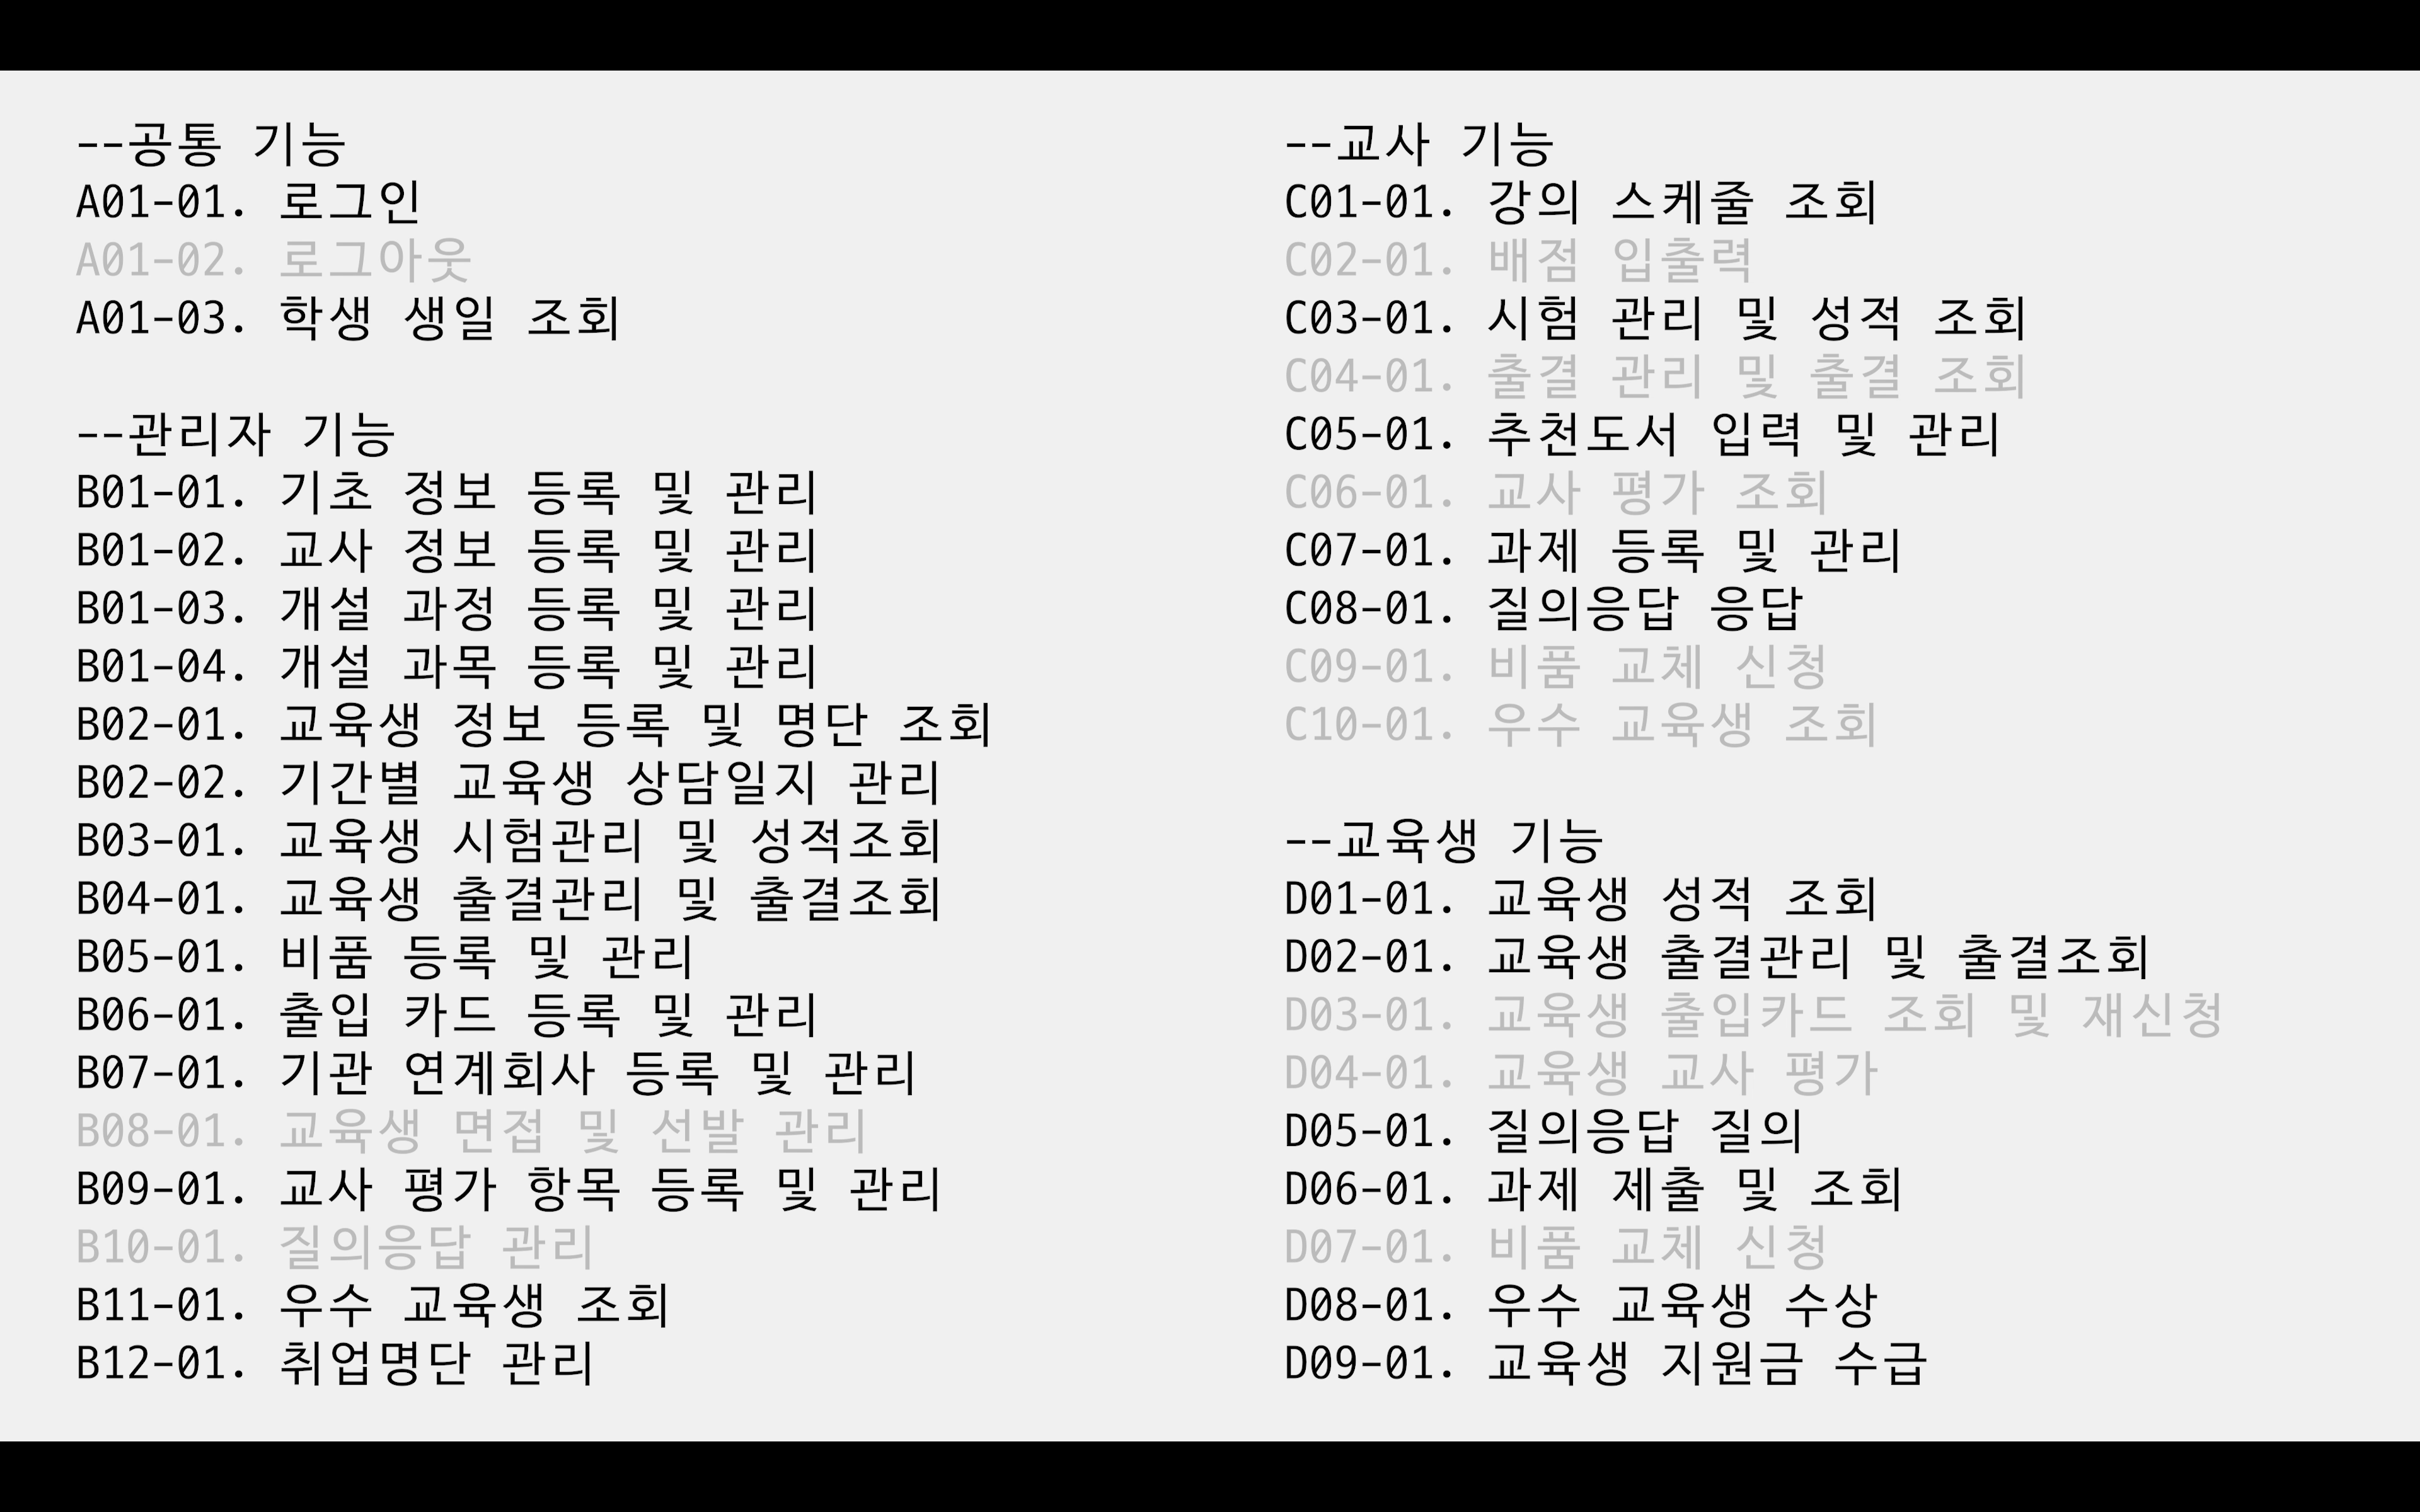 --공통 기능
A01-01. 로그인
A01-02. 로그아웃
A01-03. 학생 생일 조회
--관리자 기능
B01-01. 기초 정보 등록 및 관리
B01-02. 교사 정보 등록 및 관리
B01-03. 개설 과정 등록 및 관리
B01-04. 개설 과목 등록 및 관리
B02-01. 교육생 정보 등록 및 명단 조회
B02-02. 기간별 교육생 상담일지 관리
B03-01. 교육생 시험관리 및 성적조회
B04-01. 교육생 출결관리 및 출결조회
B05-01. 비품 등록 및 관리
B06-01. 출입 카드 등록 및 관리
B07-01. 기관 연계회사 등록 및 관리
B08-01. 교육생 면접 및 선발 관리
B09-01. 교사 평가 항목 등록 및 관리
B10-01. 질의응답 관리
B11-01. 우수 교육생 조회
B12-01. 취업명단 관리
--교사 기능
C01-01. 강의 스케줄 조회
C02-01. 배점 입출력
C03-01. 시험 관리 및 성적 조회
C04-01. 출결 관리 및 출결 조회
C05-01. 추천도서 입력 및 관리
C06-01. 교사 평가 조회
C07-01. 과제 등록 및 관리
C08-01. 질의응답 응답
C09-01. 비품 교체 신청
C10-01. 우수 교육생 조회
--교육생 기능
D01-01. 교육생 성적 조회
D02-01. 교육생 출결관리 및 출결조회
D03-01. 교육생 출입카드 조회 및 재신청
D04-01. 교육생 교사 평가
D05-01. 질의응답 질의
D06-01. 과제 제출 및 조회
D07-01. 비품 교체 신청
D08-01. 우수 교육생 수상
D09-01. 교육생 지원금 수급